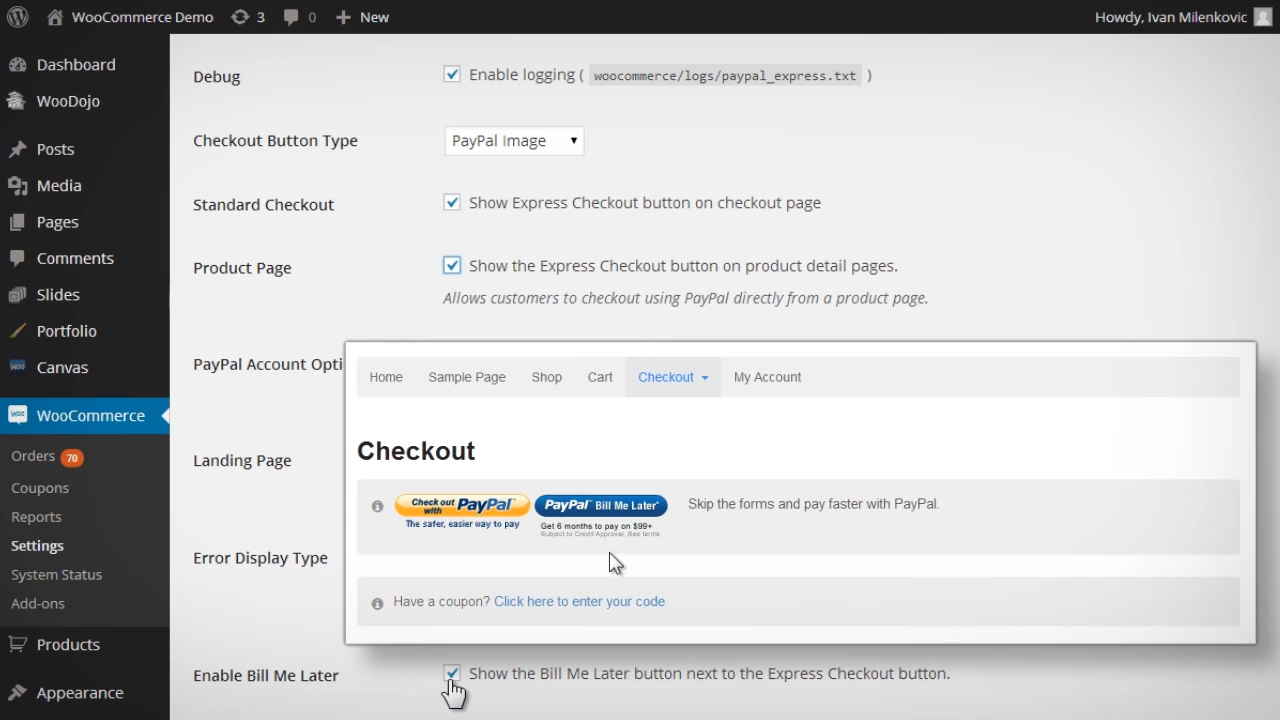 WooCommerce Demo 3 0 New Howdy, Ivan Milenkovic
Dashboard
WooDojo
Posts
Media
Pages
Comments
Slides
Portfolio
Canvas
WooCommerce
Orders 70
Coupons
Reports
Settings
System Status
Add-ons
Products
Appearance
Debug Enable logging ( woocommerce/logs/paypal_express.txt )
Checkout Button Type PayPal Image
Standard Checkout Show Express Checkout button on checkout page
Product Page Show the Express Checkout button on product detail pages.
Allows customers to checkout using PayPal directly from a product page.
PayPal Account Opti
Landing Page
Error Display Type
Home Sample Page Shop Cart Checkout My Account
Checkout
Check out with PayPal PayPal Bill Me Later Skip the forms and pay faster with PayPal.
The safer, easier way to pay Get 6 months to pay on $99+
Subject to Credit Approval, See terms
Have a coupon? Click here to enter your code
Enable Bill Me Later Show the Bill Me Later button next to the Express Checkout button.